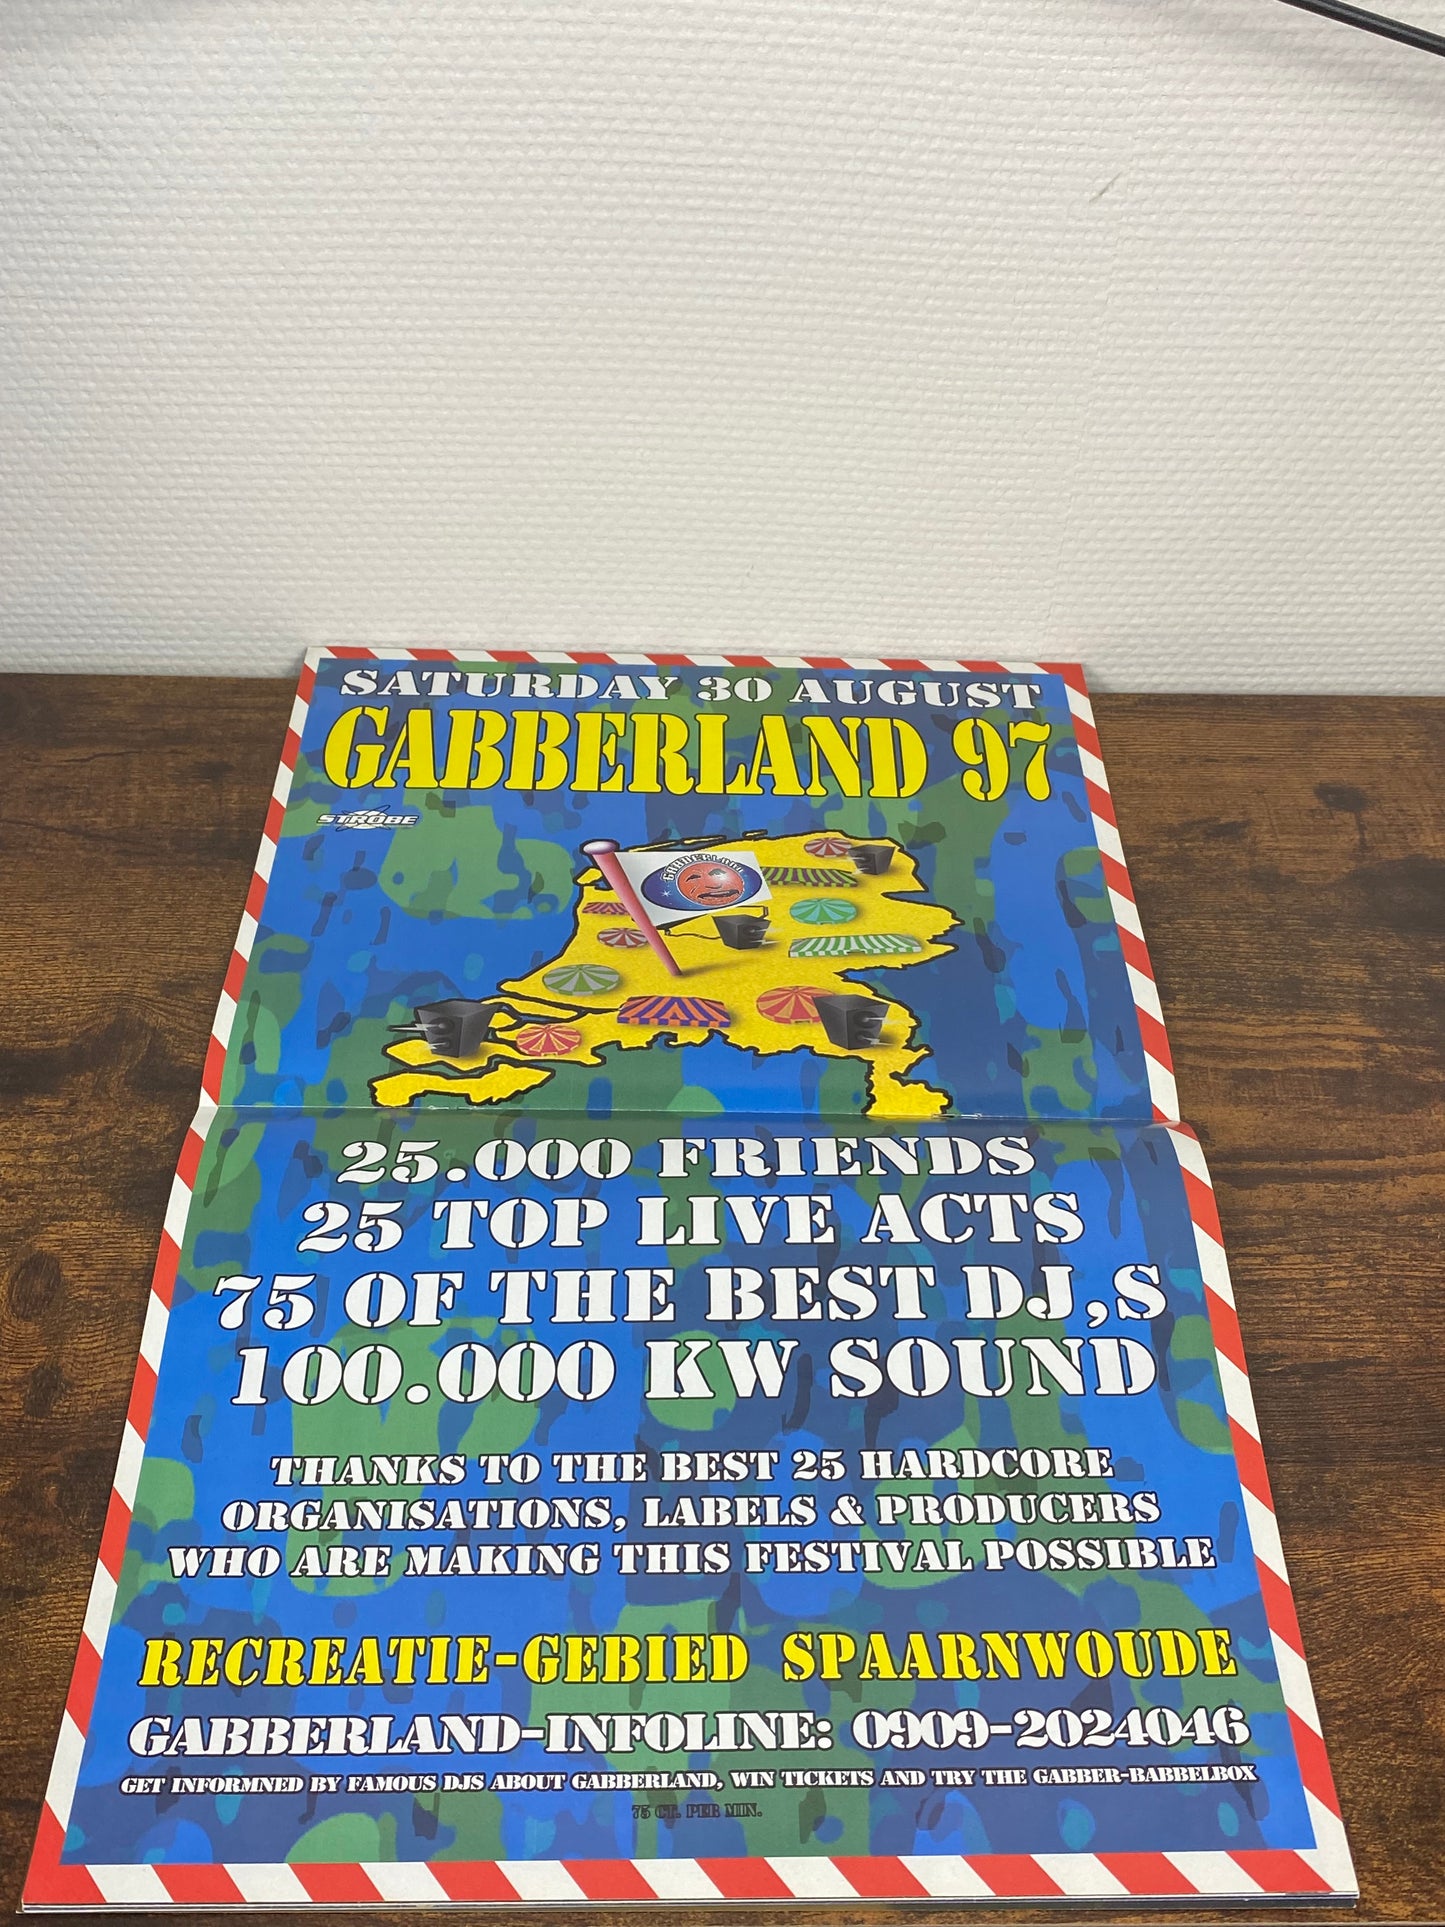 SATURDAY 30 AUGUST
GABBERLAND 97
STROBE
GABBERLAND
25.000 FRIENDS
25 TOP LIVE ACTS
75 OF THE BEST DJ,S
100.000 KW SOUND
THANKS TO THE BEST 25 HARDCORE
ORGANISATIONS, LABELS & PRODUCERS
WHO ARE MAKING THIS FESTIVAL POSSIBLE
RECREATIE-GEBIED SPAARNWOUDE
GABBERLAND-INFOLINE: 0909-2024046
GET INFORMNED BY FAMOUS DJS ABOUT GABBERLAND, WIN TICKETS AND TRY THE GABBER-BABBELBOX
75 CT. PER MIN.